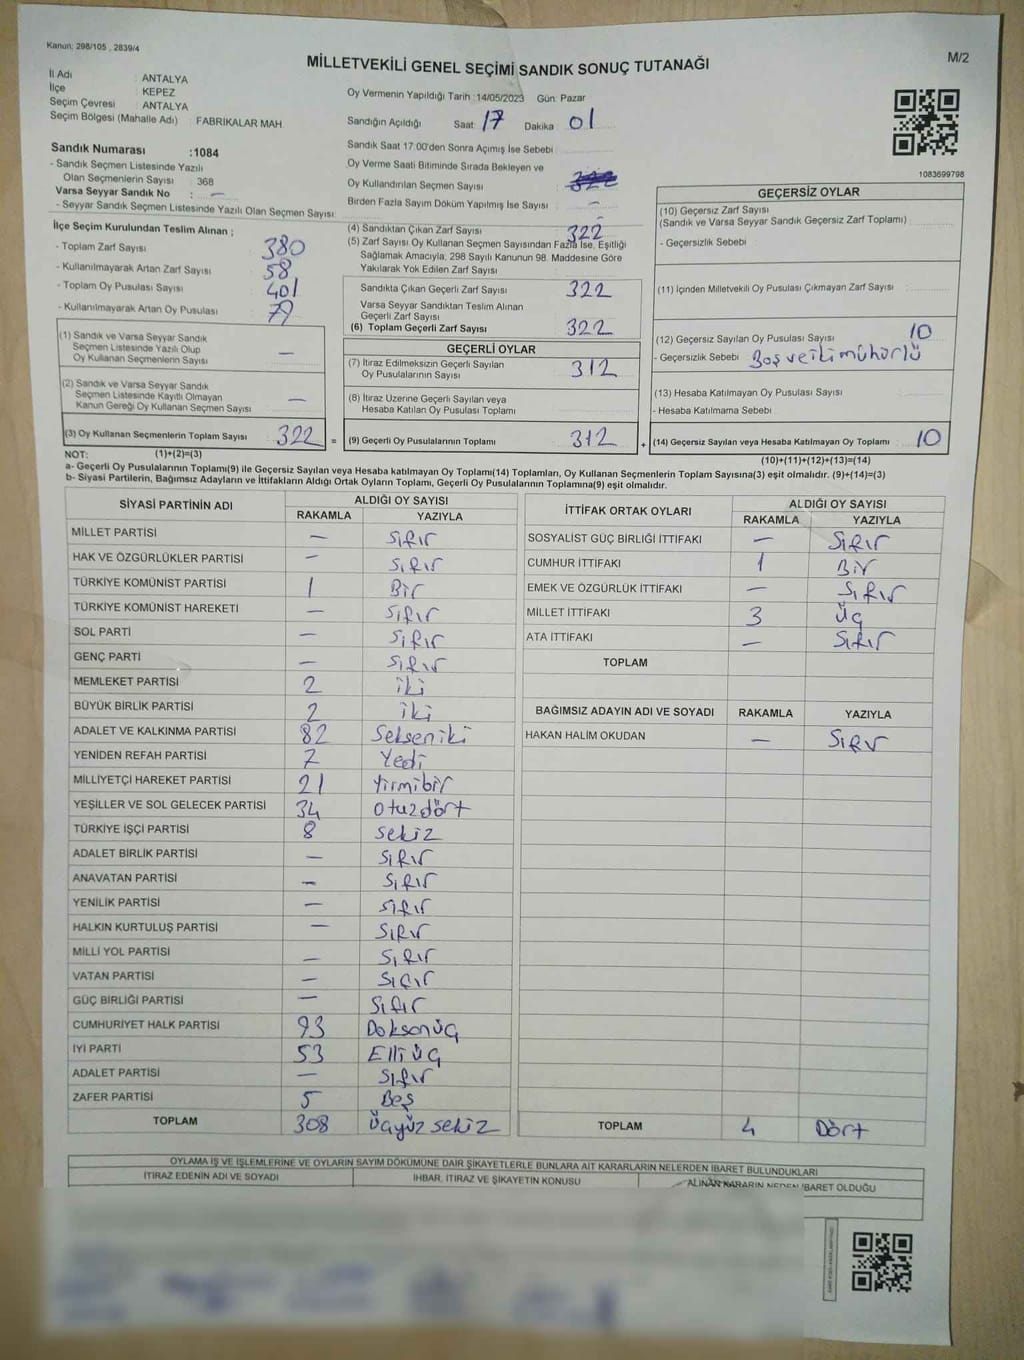 Kanun: 298/105 , 2839/4
M/2
MİLLETVEKİLİ GENEL SEÇİMİ SANDIK SONUÇ TUTANAĞI
İl Adı : ANTALYA
İlçe : KEPEZ
Seçim Çevresi : ANTALYA
Seçim Bölgesi (Mahalle Adı) : FABRIKALAR MAH.
Oy Vermenin Yapıldığı Tarih :14/05/2023 Gün: Pazar
Sandığın Açıldığı Saat: 17 Dakika 01
Sandık Saat 17:00'den Sonra Açımış İse Sebebi :
Oy Verme Saati Bitiminde Sırada Bekleyen ve
Oy Kullandırılan Seçmen Sayısı
Birden Fazla Sayım Döküm Yapılmış İse Sayısı –
1083699798
Sandık Numarası :1084
- Sandık Seçmen Listesinde Yazılı
Olan Seçmenlerin Sayısı : 368
Varsa Seyyar Sandık No : –
- Seyyar Sandık Seçmen Listesinde Yazılı Olan Seçmen Sayısı:
İlçe Seçim Kurulundan Teslim Alınan ;
- Toplam Zarf Sayısı 380
- Kullanılmayarak Artan Zarf Sayısı 58
- Toplam Oy Pusulası Sayısı 401
- Kullanılmayarak Artan Oy Pusulası 79
(1) Sandık ve Varsa Seyyar Sandık
Seçmen Listesinde Yazılı Olup
Oy Kullanan Seçmenlerin Sayısı –
(2) Sandık ve Varsa Seyyar Sandık
Seçmen Listesinde Kayıtlı Olmayan
Kanun Gereği Oy Kullanan Seçmen Sayısı –
(3) Oy Kullanan Seçmenlerin Toplam Sayısı 322 =
(1)+(2)=(3)
(4) Sandıktan Çıkan Zarf Sayısı 322
(5) Zarf Sayısı Oy Kullanan Seçmen Sayısından Fazla İse, Eşitliği
Sağlamak Amacıyla; 298 Sayılı Kanunun 98. Maddesine Göre
Yakılarak Yok Edilen Zarf Sayısı
Sandıkta Çıkan Geçerli Zarf Sayısı 322
Varsa Seyyar Sandıktan Teslim Alınan
Geçerli Zarf Sayısı
(6) Toplam Geçerli Zarf Sayısı 322
GEÇERLİ OYLAR
(7) İtiraz Edilmeksizin Geçerli Sayılan
Oy Pusulalarının Sayısı 312
(8) İtiraz Üzerine Geçerli Sayılan veya
Hesaba Katılan Oy Pusulası Toplamı
(9) Geçerli Oy Pusulalarının Toplamı 312 +
GEÇERSİZ OYLAR
(10) Geçersiz Zarf Sayısı
(Sandık ve Varsa Seyyar Sandık Geçersiz Zarf Toplamı)
- Geçersizlik Sebebi
(11) İçinden Milletvekili Oy Pusulası Çıkmayan Zarf Sayısı
(12) Geçersiz Sayılan Oy Pusulası Sayısı 10
- Geçersizlik Sebebi Boş ve iki mühürlü
(13) Hesaba Katılmayan Oy Pusulası Sayısı
- Hesaba Katılmama Sebebi
(14) Geçersiz Sayılan veya Hesaba Katılmayan Oy Toplamı 10
(10)+(11)+(12)+(13)=(14)
NOT:
a- Geçerli Oy Pusulalarının Toplamı(9) ile Geçersiz Sayılan veya Hesaba katılmayan Oy Toplamı(14) Toplamları, Oy Kullanan Seçmenlerin Toplam Sayısına(3) eşit olmalıdır. (9)+(14)=(3)
b- Siyasi Partilerin, Bağımsız Adayların ve İttifakların Aldığı Ortak Oyların Toplamı, Geçerli Oy Pusulalarının Toplamına(9) eşit olmalıdır.
SİYASİ PARTİNİN ADI ALDIĞI OY SAYISI
RAKAMLA YAZIYLA
MİLLET PARTİSİ – Sıfır
HAK VE ÖZGÜRLÜKLER PARTİSİ – Sıfır
TÜRKİYE KOMÜNİST PARTİSİ 1 Bir
TÜRKİYE KOMÜNİST HAREKETİ – Sıfır
SOL PARTİ – Sıfır
GENÇ PARTİ – Sıfır
MEMLEKET PARTİSİ 2 iki
BÜYÜK BİRLİK PARTİSİ 2 iki
ADALET VE KALKINMA PARTİSİ 82 Sekseniki
YENİDEN REFAH PARTİSİ 7 Yedi
MİLLİYETÇİ HAREKET PARTİSİ 21 Yirmibir
YEŞİLLER VE SOL GELECEK PARTİSİ 34 Otuzdört
TÜRKİYE İŞÇİ PARTİSİ 8 sekiz
ADALET BİRLİK PARTİSİ – Sıfır
ANAVATAN PARTİSİ – Sıfır
YENİLİK PARTİSİ – Sıfır
HALKIN KURTULUŞ PARTİSİ – Sıfır
MİLLİ YOL PARTİSİ – Sıfır
VATAN PARTİSİ – Sıfır
GÜÇ BİRLİĞİ PARTİSİ – Sıfır
CUMHURİYET HALK PARTİSİ 93 Doksanüç
İYİ PARTİ 53 Elliüç
ADALET PARTİSİ – Sıfır
ZAFER PARTİSİ 5 Beş
TOPLAM 308 üçyüz sekiz
İTTİFAK ORTAK OYLARI ALDIĞI OY SAYISI
RAKAMLA YAZIYLA
SOSYALİST GÜÇ BİRLİĞİ İTTİFAKI – Sıfır
CUMHUR İTTİFAKI 1 Bir
EMEK VE ÖZGÜRLÜK İTTİFAKI – Sıfır
MİLLET İTTİFAKI 3 üç
ATA İTTİFAKI – Sıfır
TOPLAM
BAĞIMSIZ ADAYIN ADI VE SOYADI RAKAMLA YAZIYLA
HAKAN HALİM OKUDAN – Sıfır
TOPLAM 4 Dört
OYLAMA İŞ VE İŞLEMLERİNE VE OYLARIN SAYIM DÖKÜMÜNE DAİR ŞİKAYETLERLE BUNLARA AİT KARARLARIN NELERDEN İBARET BULUNDUKLARI
İTİRAZ EDENİN ADI VE SOYADI İHBAR, İTİRAZ VE ŞİKAYETİN KONUSU ALINAN KARARIN NEDEN İBARET OLDUĞU